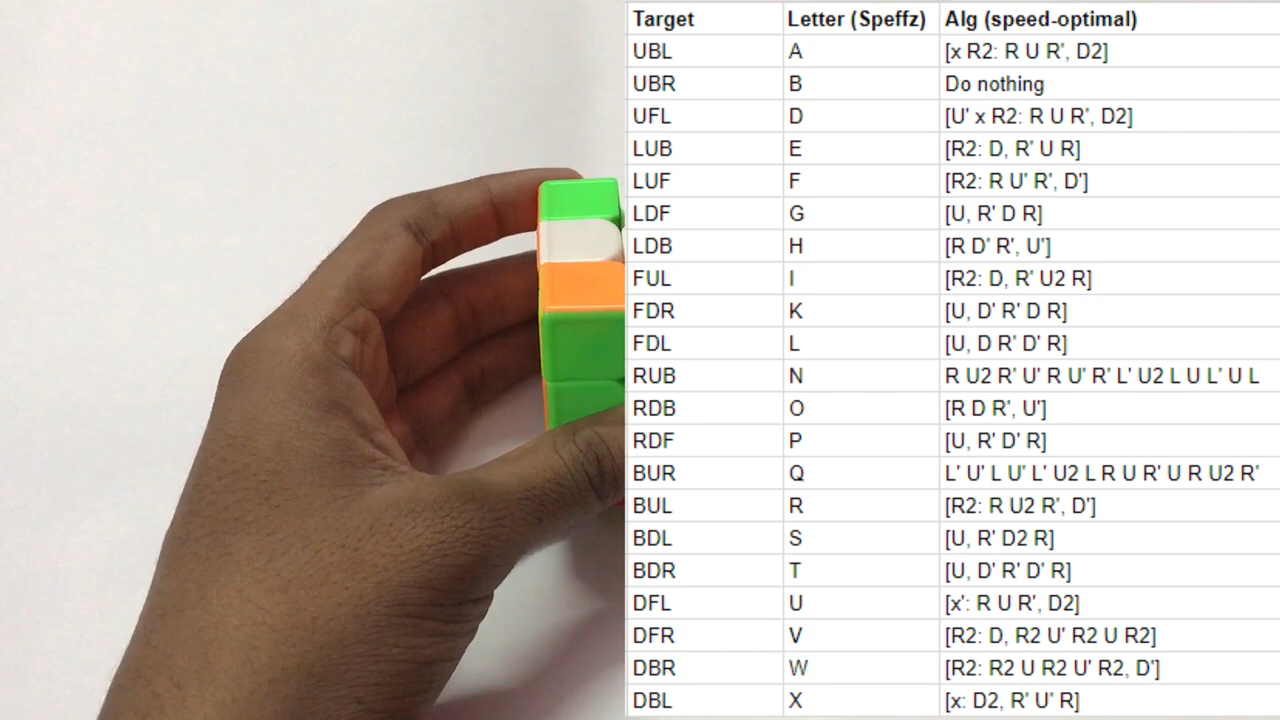 Target Letter (Speffz) Alg (speed-optimal)
UBL A [x R2: R U R', D2]
UBR B Do nothing
UFL D [U' x R2: R U R', D2]
LUB E [R2: D, R' U R]
LUF F [R2: R U' R', D']
LDF G [U, R' D R]
LDB H [R D' R', U']
FUL I [R2: D, R' U2 R]
FDR K [U, D' R' D R]
FDL L [U, D R' D' R]
RUB N R U2 R' U' R U' R' L' U2 L U L' U L
RDB O [R D R', U']
RDF P [U, R' D' R]
BUR Q L' U' L U' L' U2 L R U R' U R U2 R'
BUL R [R2: R U2 R', D']
BDL S [U, R' D2 R]
BDR T [U, D' R' D' R]
DFL U [x': R U R', D2]
DFR V [R2: D, R2 U' R2 U R2]
DBR W [R2: R2 U R2 U' R2, D']
DBL X [x: D2, R' U' R]